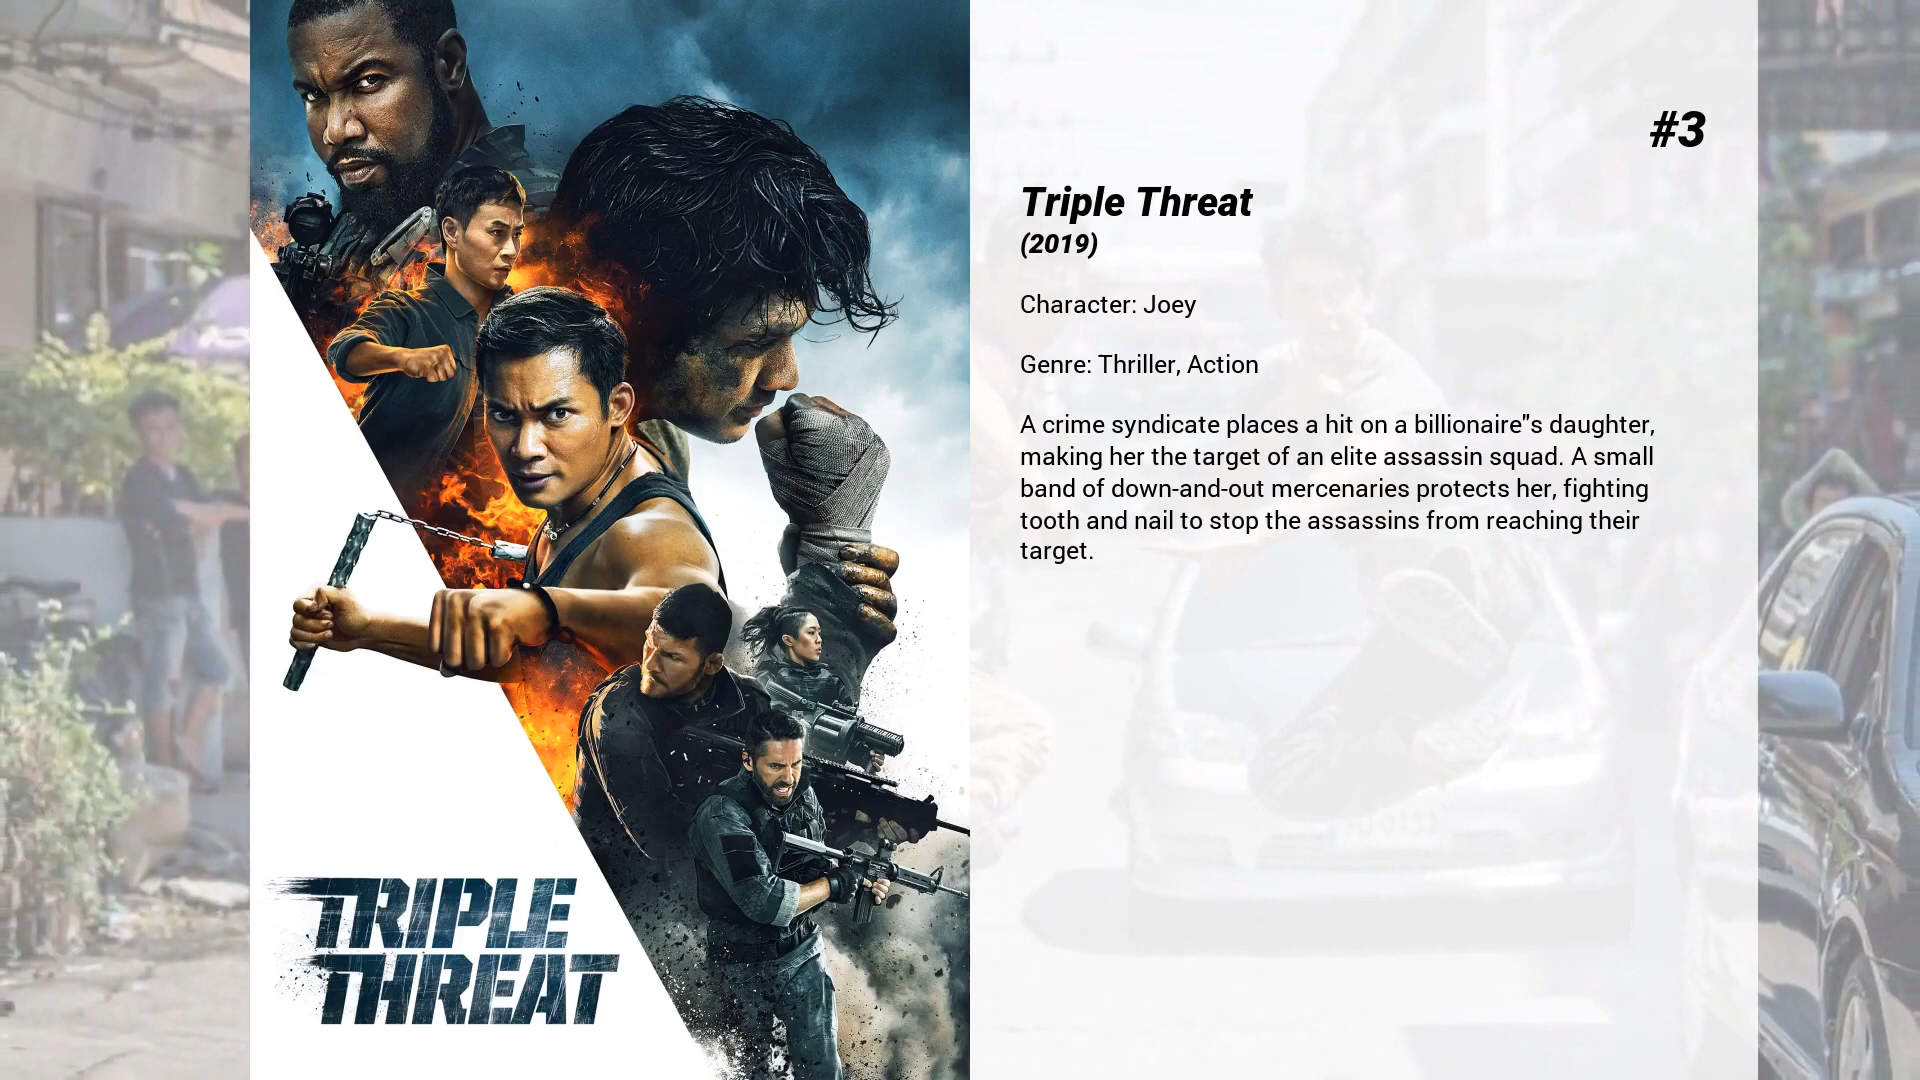 #3
Triple Threat
(2019)
Character: Joey
Genre: Thriller, Action
A crime syndicate places a hit on a billionaire"s daughter,
making her the target of an elite assassin squad. A small
band of down-and-out mercenaries protects her, fighting
tooth and nail to stop the assassins from reaching their
target.
TRIPLE
THREAT